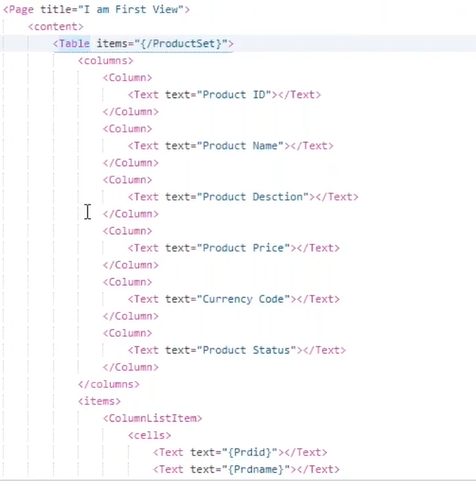 <Page title="I am First View">
<content>
<Table items="{/ProductSet}">
<columns>
<Column>
<Text text="Product ID"></Text>
</Column>
<Column>
<Text text="Product Name"></Text>
</Column>
<Column>
<Text text="Product Desction"></Text>
</Column>
<Column>
<Text text="Product Price"></Text>
</Column>
<Column>
<Text text="Currency Code"></Text>
</Column>
<Column>
<Text text="Product Status"></Text>
</Column>
</columns>
<items>
<ColumnListItem>
<cells>
<Text text="{Prdid}"></Text>
<Text text="{Prdname}"></Text>